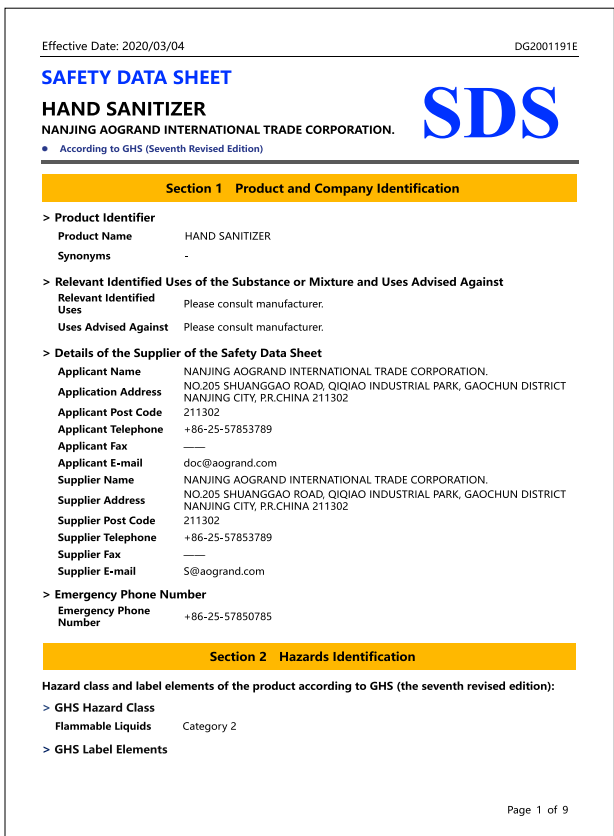 Effective Date: 2020/03/04 DG2001191E
SAFETY DATA SHEET
HAND SANITIZER
NANJING AOGRAND INTERNATIONAL TRADE CORPORATION.
SDS
● According to GHS (Seventh Revised Edition)
Section 1 Product and Company Identification
> Product Identifier
Product Name HAND SANITIZER
Synonyms -
> Relevant Identified Uses of the Substance or Mixture and Uses Advised Against
Relevant Identified
Uses
Please consult manufacturer.
Uses Advised Against Please consult manufacturer.
> Details of the Supplier of the Safety Data Sheet
Applicant Name NANJING AOGRAND INTERNATIONAL TRADE CORPORATION.
Application Address
NO.205 SHUANGGAO ROAD, QIQIAO INDUSTRIAL PARK, GAOCHUN DISTRICT
NANJING CITY, P.R.CHINA 211302
Applicant Post Code 211302
Applicant Telephone +86-25-57853789
Applicant Fax ——
Applicant E-mail doc@aogrand.com
Supplier Name NANJING AOGRAND INTERNATIONAL TRADE CORPORATION.
Supplier Address
NO.205 SHUANGGAO ROAD, QIQIAO INDUSTRIAL PARK, GAOCHUN DISTRICT
NANJING CITY, P.R.CHINA 211302
Supplier Post Code 211302
Supplier Telephone +86-25-57853789
Supplier Fax ——
Supplier E-mail S@aogrand.com
> Emergency Phone Number
Emergency Phone
Number
+86-25-57850785
Section 2 Hazards Identification
Hazard class and label elements of the product according to GHS (the seventh revised edition):
> GHS Hazard Class
Flammable Liquids Category 2
> GHS Label Elements
Page 1 of 9